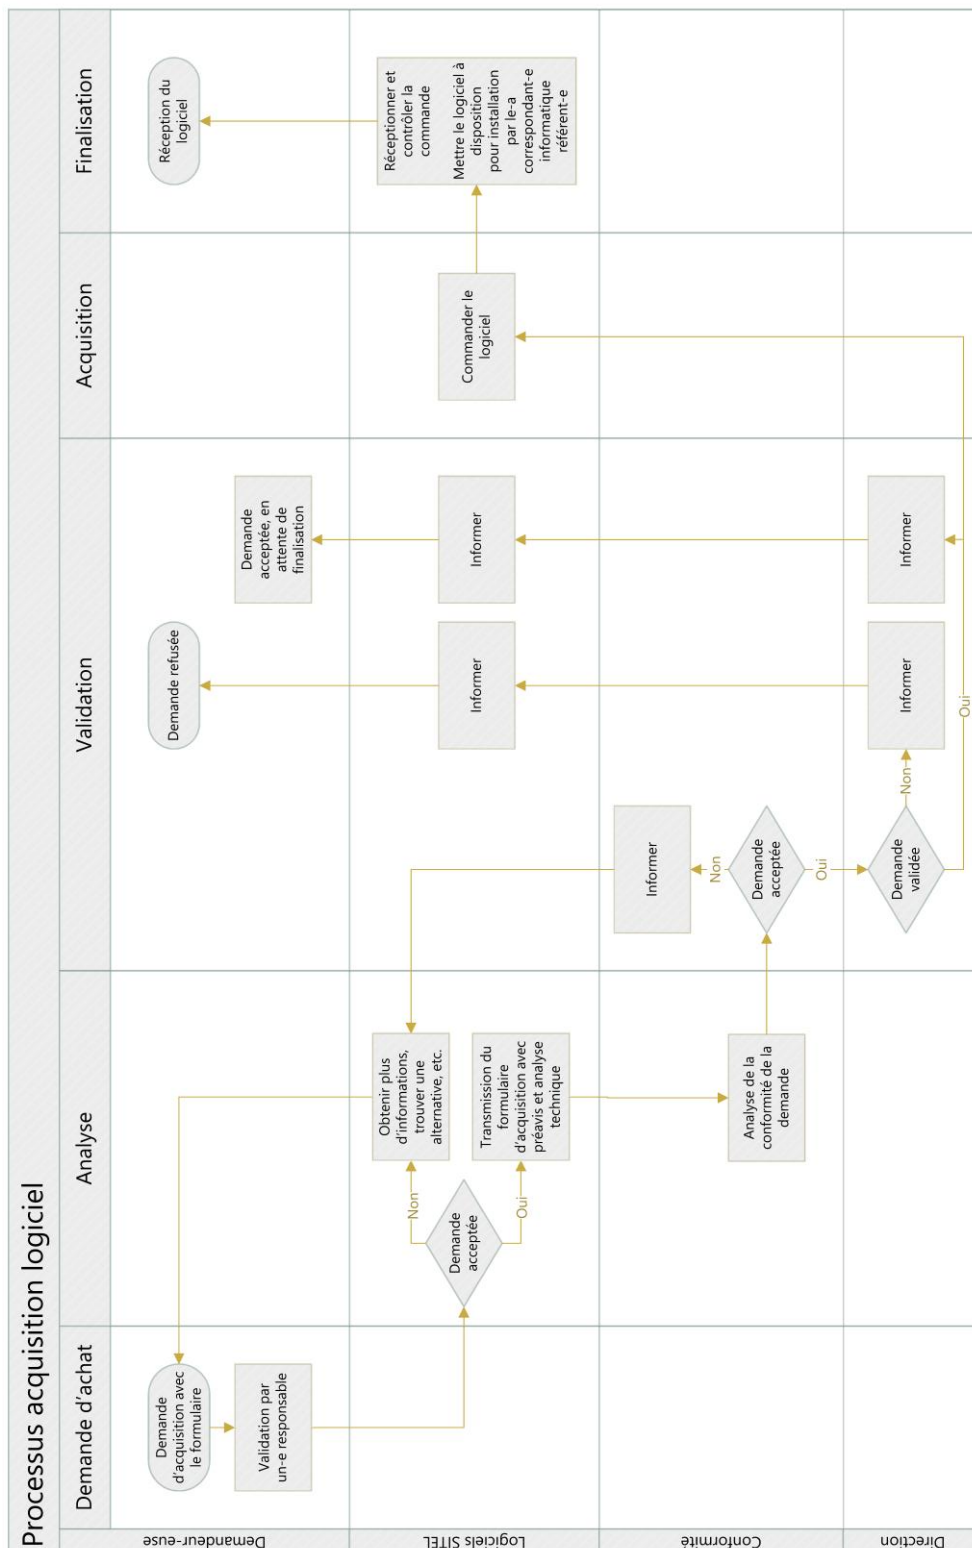 Processus acquisition logiciel
Demande d'achat
Analyse
Validation
Acquisition
Finalisation
Demandeur-euse
Demande
d'acquisition avec
le formulaire
Validation par
un-e responsable
Demande refusée
Demande
acceptée, en
attente de
finalisation
Réception du
logiciel
Logiciels SITEL
Demande
acceptée
Non
Oui
Obtenir plus
d'informations,
trouver une
alternative, etc.
Transmission du
formulaire
d'acquisition avec
préavis et analyse
technique
Informer
Informer
Commander le
logiciel
Réceptionner et
contrôler la
commande
Mettre le logiciel à
disposition
pour installation
par le-a
correspondant-e
informatique
référent-e
Conformité
Analyse de la
conformité de la
demande
Informer
Non
Demande
acceptée
Oui
Direction
Demande
validée
Non
Informer
Informer
Oui